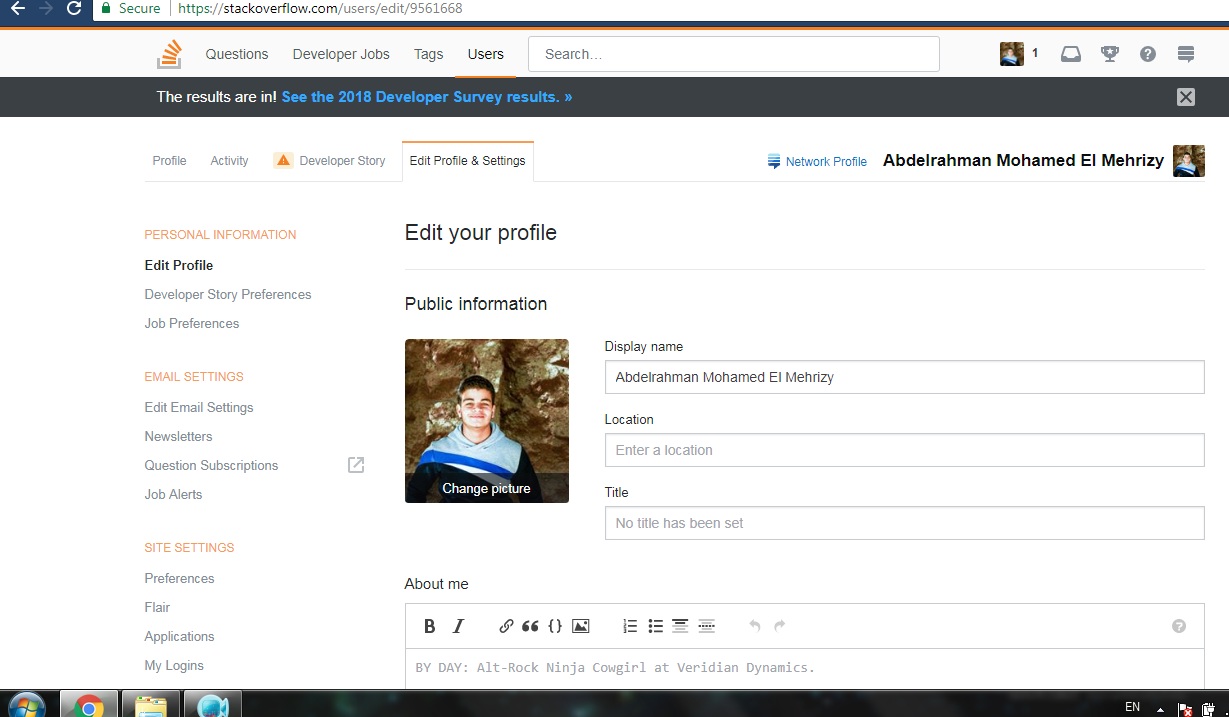 Secure https://stackoverflow.com/users/edit/9561668
Questions Developer Jobs Tags Users Search… 1
The results are in! See the 2018 Developer Survey results. »
Profile Activity Developer Story Edit Profile & Settings Network Profile Abdelrahman Mohamed El Mehrizy
PERSONAL INFORMATION
Edit Profile
Developer Story Preferences
Job Preferences
EMAIL SETTINGS
Edit Email Settings
Newsletters
Question Subscriptions
Job Alerts
SITE SETTINGS
Preferences
Flair
Applications
My Logins
Edit your profile
Public information
Change picture
Display name
Abdelrahman Mohamed El Mehrizy
Location
Enter a location
Title
No title has been set
About me
B I
BY DAY: Alt-Rock Ninja Cowgirl at Veridian Dynamics.
EN